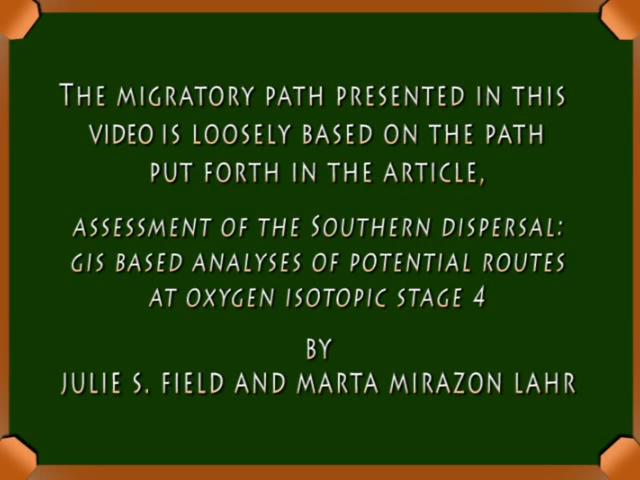 The migratory path presented in this
video is loosely based on the path
put forth in the article,
assessment of the Southern dispersal:
gis based analyses of potential routes
at oxygen isotopic stage 4
by
Julie S. Field and Marta Mirazon Lahr